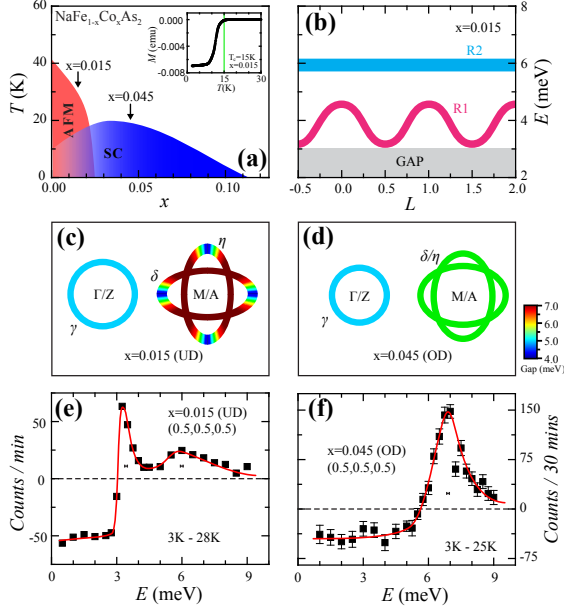 NaFe1-xCoxAs2
x=0.015
x=0.045
AFM
SC
(a)
T (K)
60
40
20
0
0.00
0.05
0.10
x
M (emu)
0.000
-0.004
-0.008
0
15
30
T(K)
Tc=15K
x=0.015
(b)
x=0.015
R2
R1
GAP
-0.5
0.0
0.5
1.0
1.5
2.0
L
8
6
4
2
E (meV)
(c)
η
δ
Γ/Z
M/A
γ
x=0.015 (UD)
(d)
δ/η
Γ/Z
M/A
γ
x=0.045 (OD)
7.0
6.0
5.0
4.0
Gap (meV)
(e)
x=0.015 (UD)
(0.5,0.5,0.5)
3K - 28K
Counts / min
50
0
-50
0
3
6
9
E (meV)
(f)
x=0.045 (OD)
(0.5,0.5,0.5)
3K - 25K
150
75
0
-75
Counts / 30 mins
0
3
6
9
E (meV)